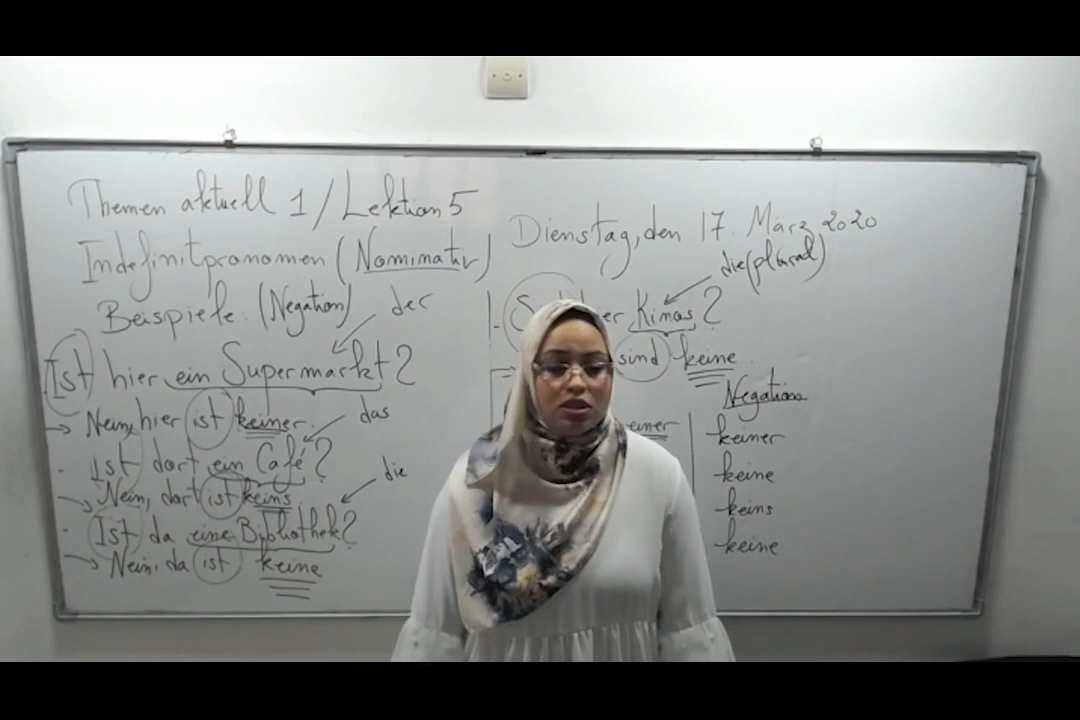 Themen aktuell 1 / Lektion 5
Indefinitpronomen (Nominativ)
Beispiele: (Negation)
der
Ist hier ein Supermarkt?
→ Nein, hier ist keiner.
das
- Ist dort ein Café?
→ Nein, dort ist keins
die
- Ist da eine Bibliothek?
→ Nein, da ist keine
Dienstag, den 17. März 2020
die (plural)
Kinos?
sind keine.
einer
Negation
keiner
keine
keins
keine